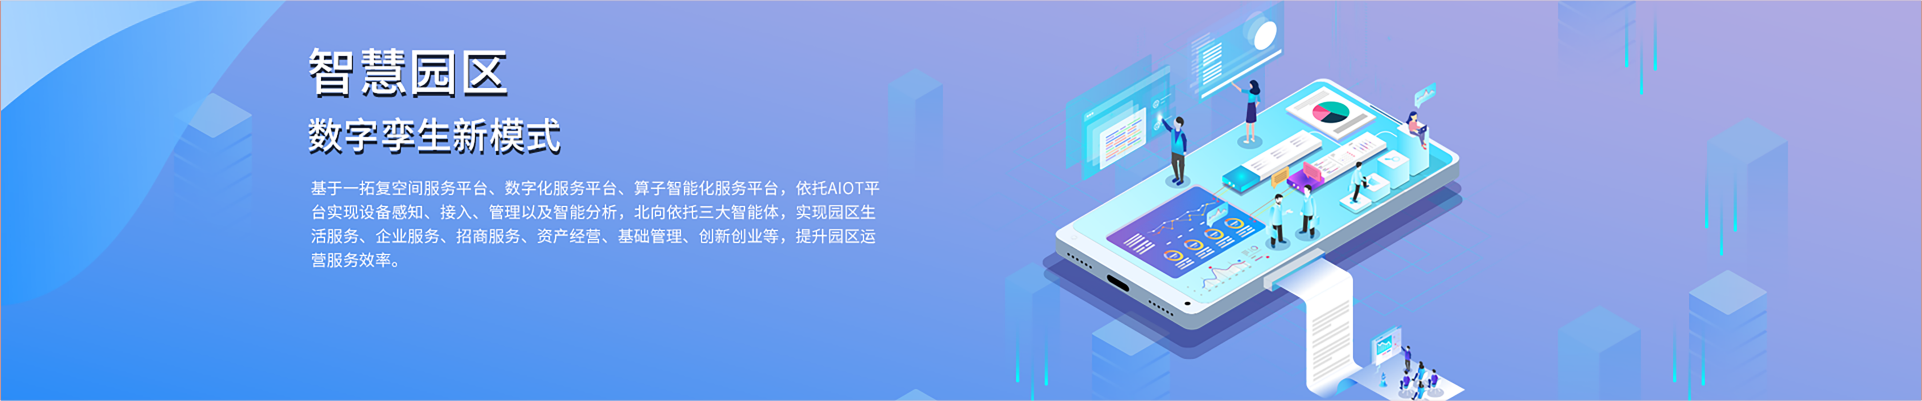 智慧园区
数字孪生新模式
基于一拓复空间服务平台、数字化服务平台、算子智能化服务平台，依托AIOT平
台实现设备感知、接入、管理以及智能分析，北向依托三大智能体，实现园区生
活服务、企业服务、招商服务、资产经营、基础管理、创新创业等，提升园区运
营服务效率。